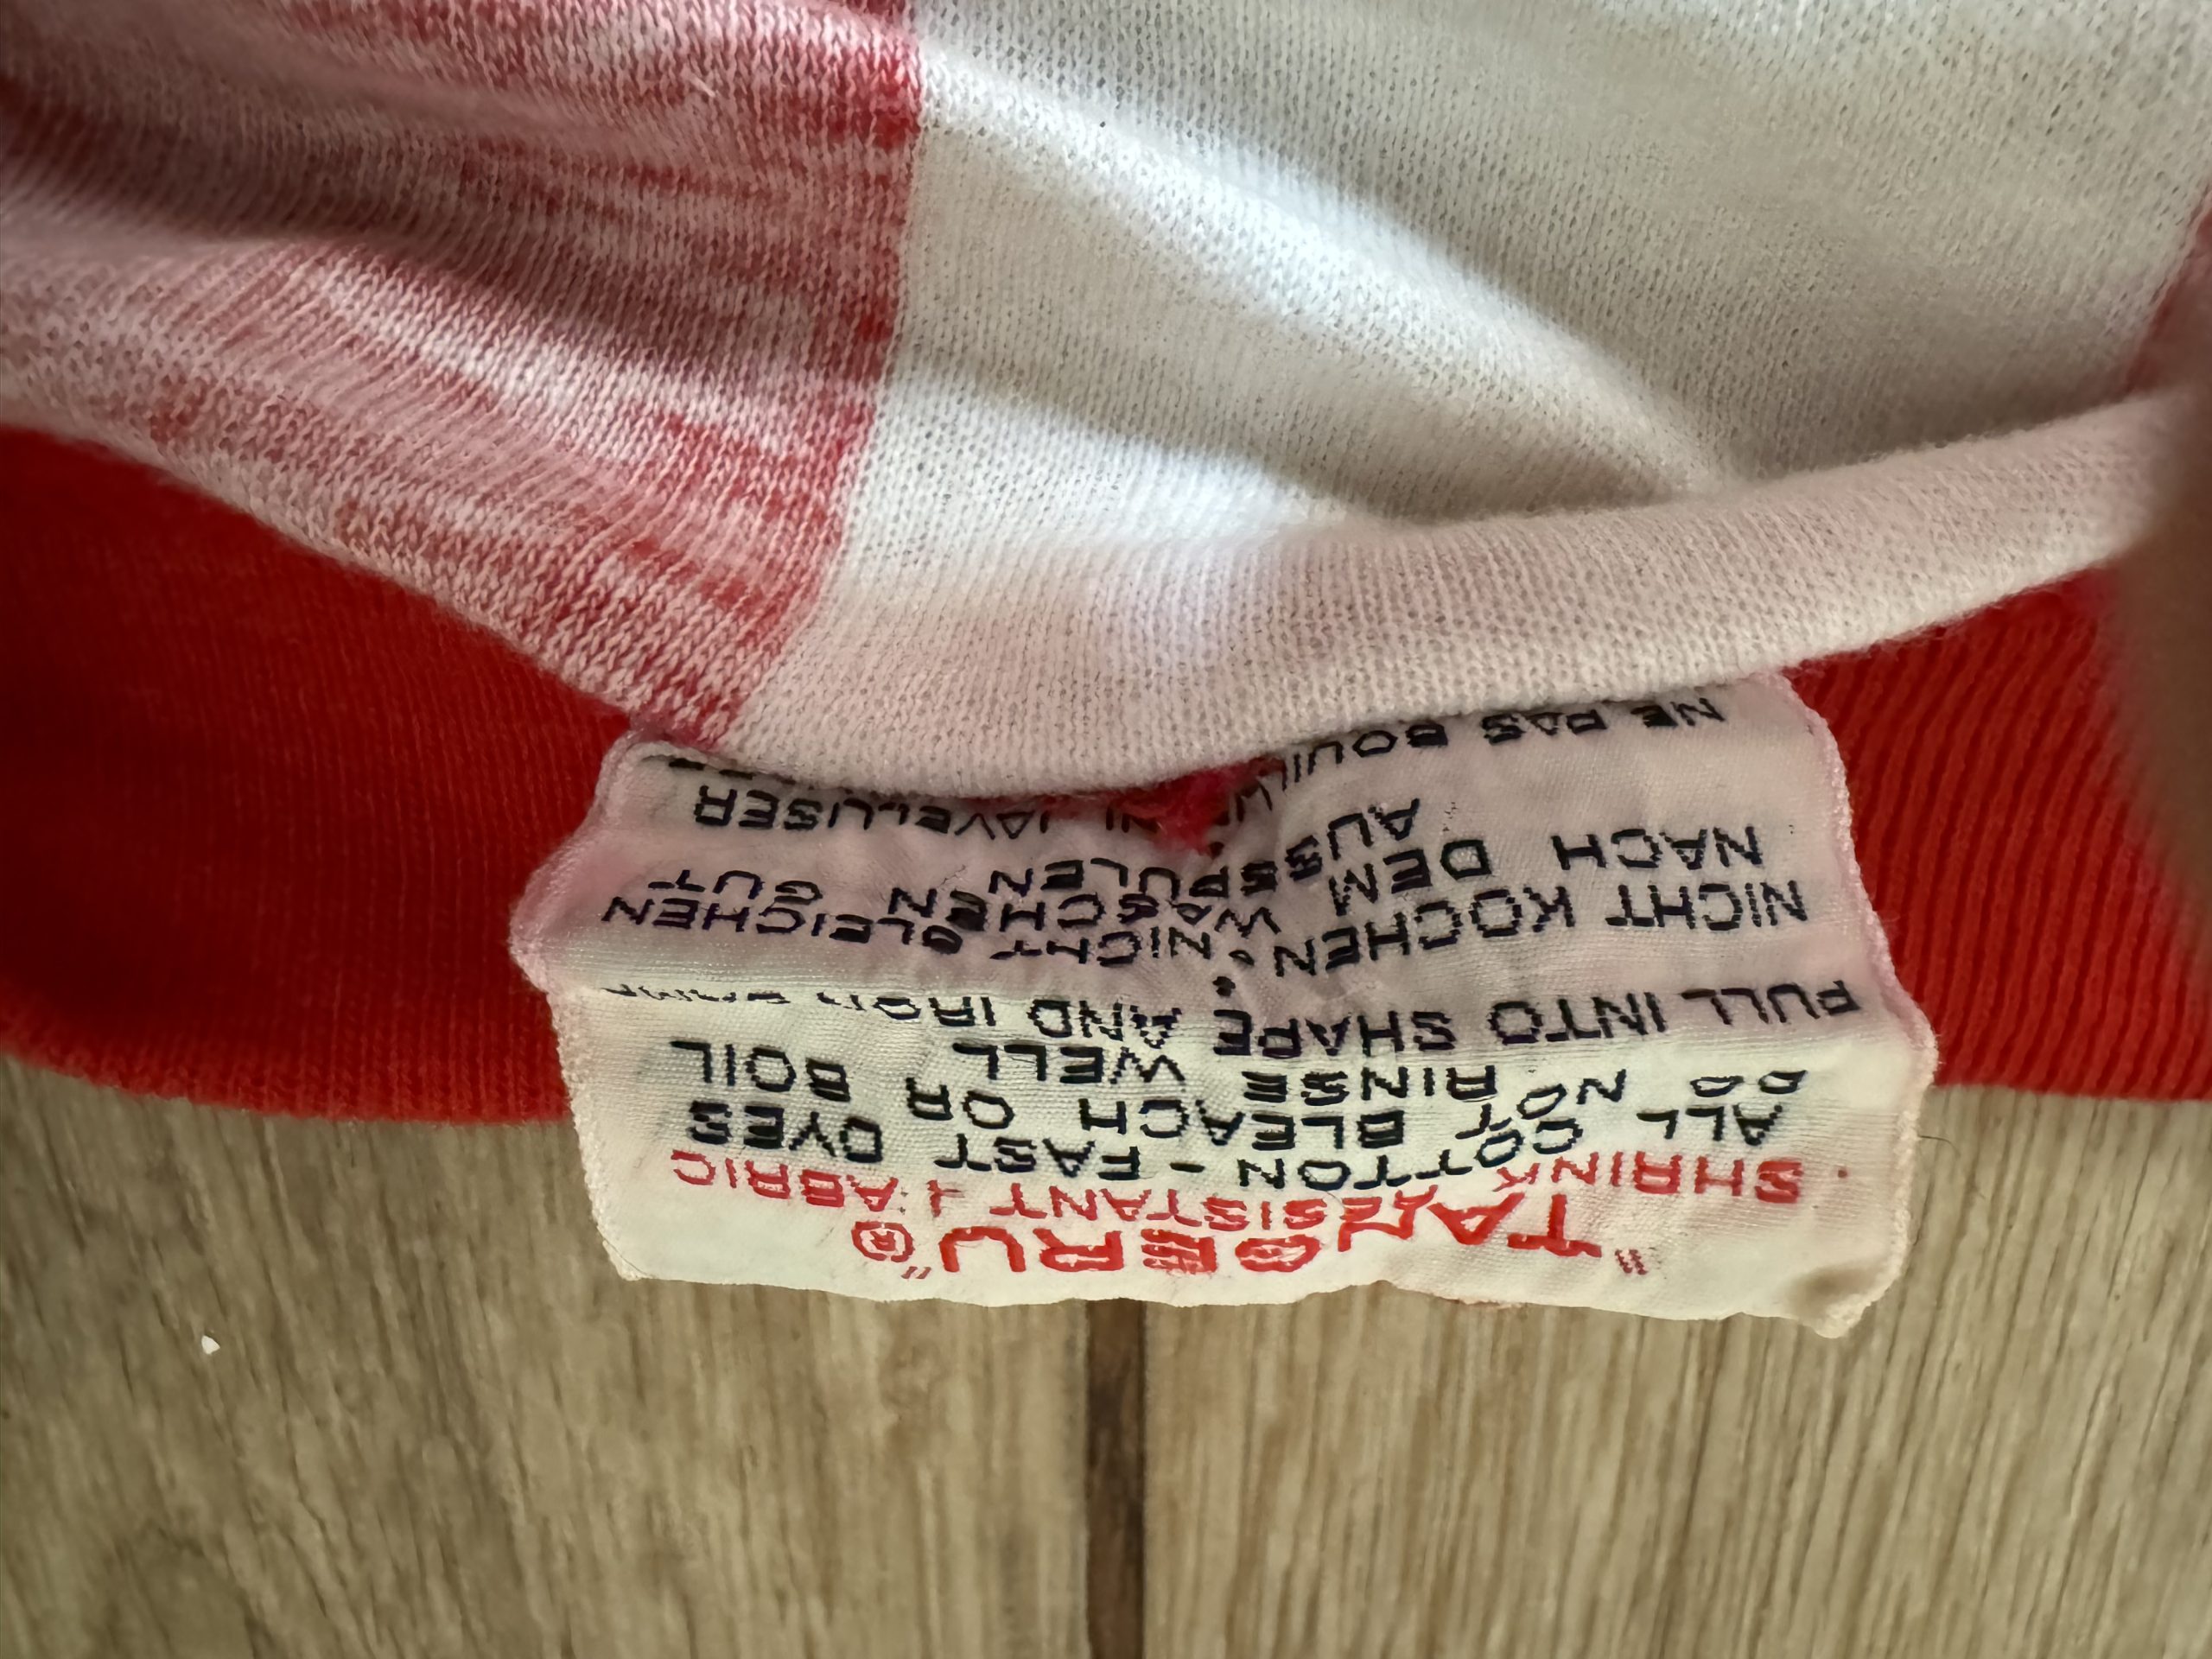 "TANGERU"®
SHRINK RESISTANT FABRIC
ALL COTTON - FAST DYES
DO NOT BLEACH OR BOIL
RINSE WELL
PULL INTO SHAPE AND IRON
NICHT KOCHEN. NICHT BLEICHEN
NACH DEM WASCHEN GUT
AUSSPULEN
NE PAS BOUILLIR NI JAVELLISER